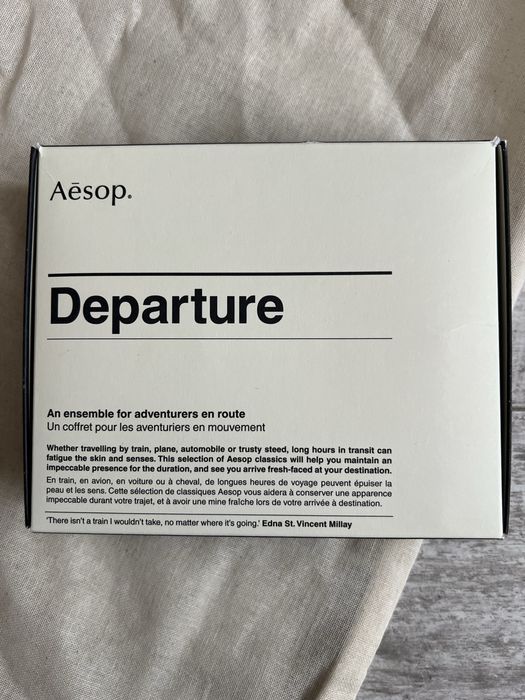 Aēsop®
Departure
An ensemble for adventurers en route
Un coffret pour les aventuriers en mouvement
Whether travelling by train, plane, automobile or trusty steed, long hours in transit can
fatigue the skin and senses. This selection of Aesop classics will help you maintain an
impeccable presence for the duration, and see you arrive fresh-faced at your destination.
En train, en avion, en voiture ou à cheval, de longues heures de voyage peuvent épuiser la
peau et les sens. Cette sélection de classiques Aesop vous aidera à conserver une apparence
impeccable durant votre trajet, et à avoir une mine fraîche lors de votre arrivée à destination.
'There isn't a train I wouldn't take, no matter where it's going.' Edna St. Vincent Millay